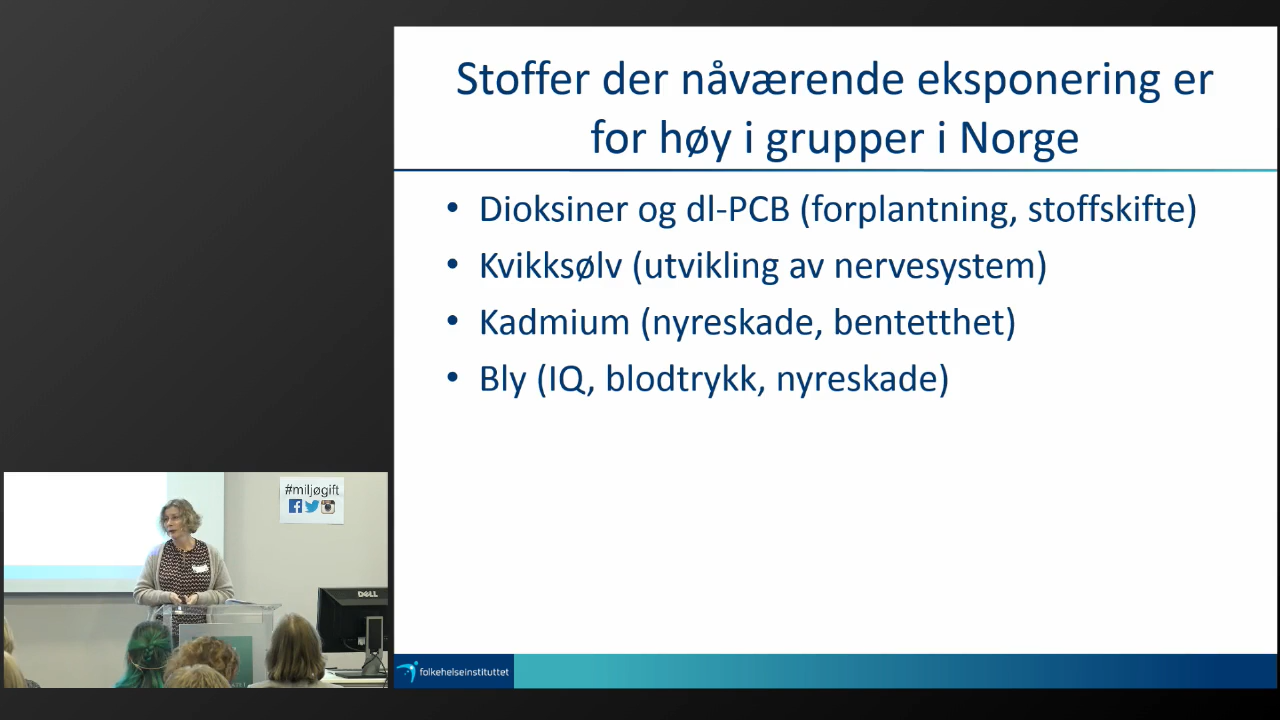 Stoffer der nåværende eksponering er
for høy i grupper i Norge
• Dioksiner og dl-PCB (forplantning, stoffskifte)
• Kvikksølv (utvikling av nervesystem)
• Kadmium (nyreskade, bentetthet)
• Bly (IQ, blodtrykk, nyreskade)
#miljøgift
DELL
folkehelseinstituttet